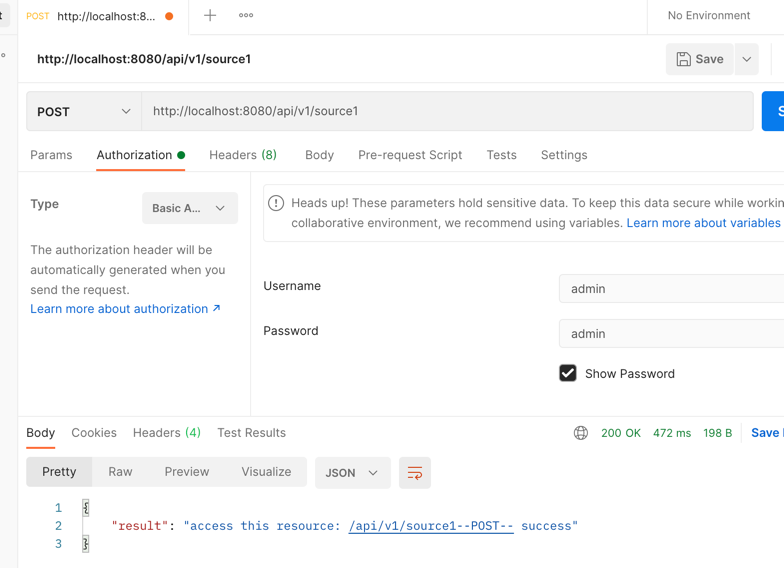 t
POST http://localhost:8...
No Environment
http://localhost:8080/api/v1/source1
Save
POST
http://localhost:8080/api/v1/source1
S
Params Authorization Headers (8) Body Pre-request Script Tests Settings
Type
Basic A...
The authorization header will be
automatically generated when you
send the request.
Learn more about authorization ↗
Heads up! These parameters hold sensitive data. To keep this data secure while workin
collaborative environment, we recommend using variables. Learn more about variables
Username
admin
Password
admin
Show Password
Body Cookies Headers (4) Test Results
200 OK 472 ms 198 B Save
Pretty Raw Preview Visualize JSON
1 {
2 "result": "access this resource: /api/v1/source1--POST-- success"
3 }